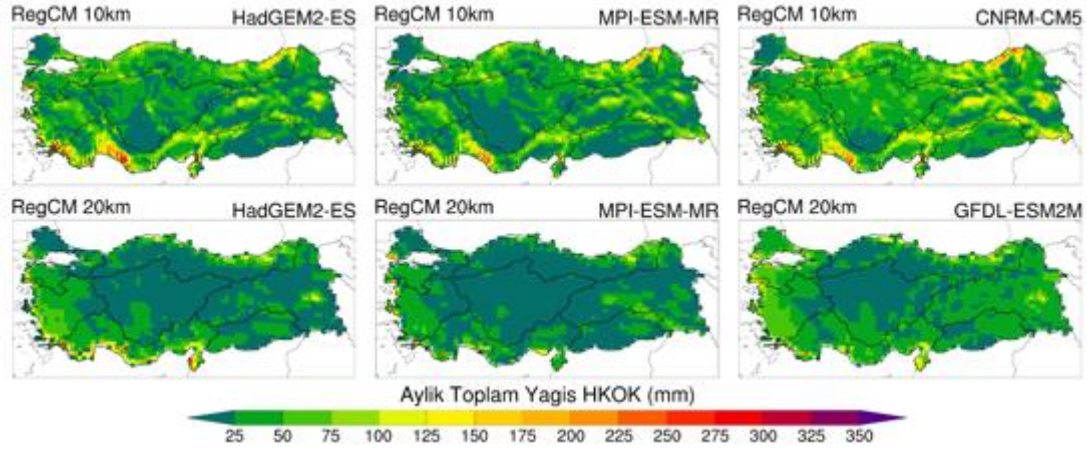 RegCM 10km HadGEM2-ES RegCM 10km MPI-ESM-MR RegCM 10km CNRM-CM5
RegCM 20km HadGEM2-ES RegCM 20km MPI-ESM-MR RegCM 20km GFDL-ESM2M
Aylik Toplam Yagis HKOK (mm)
25 50 75 100 125 150 175 200 225 250 275 300 325 350